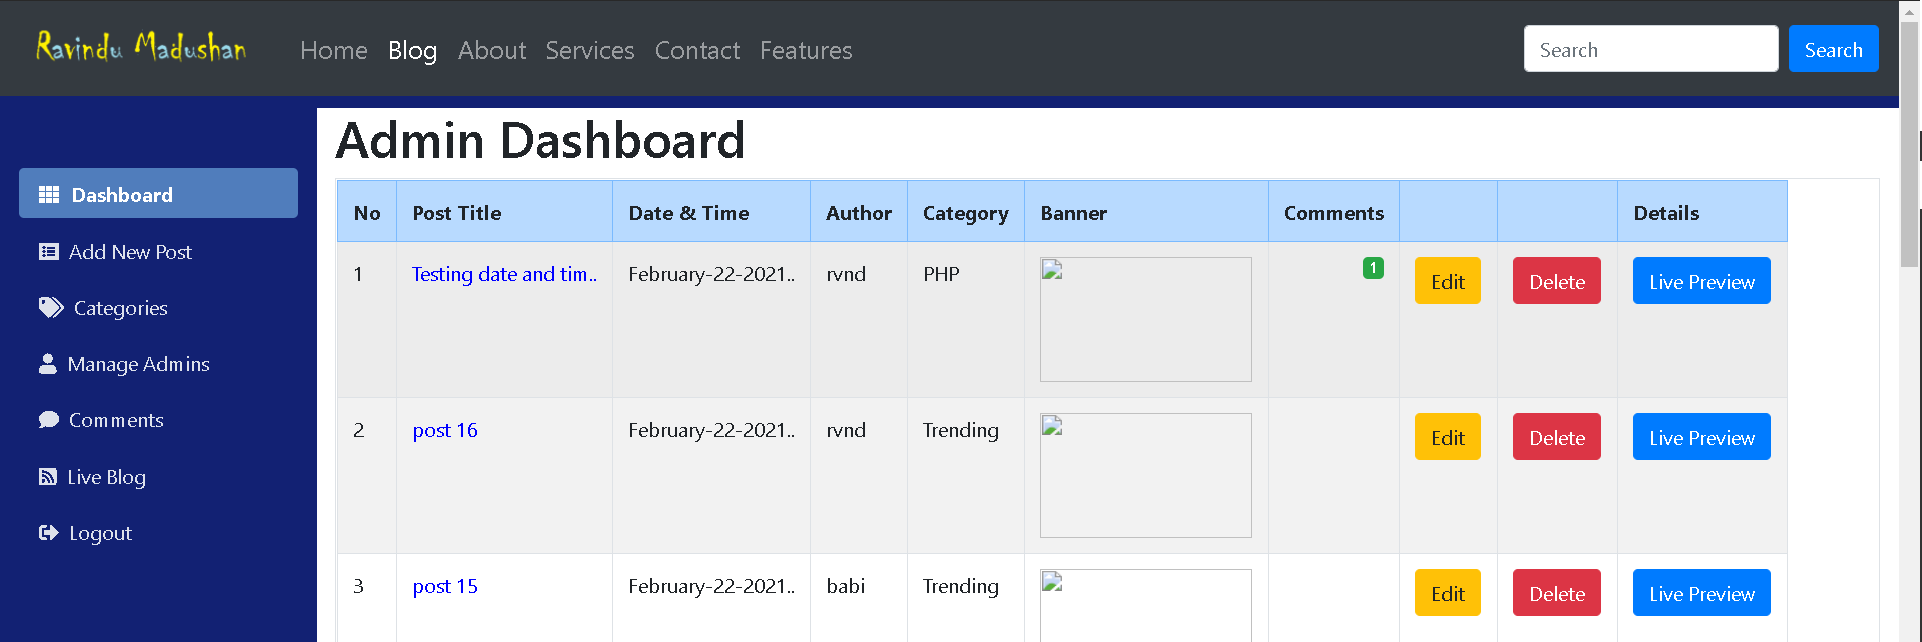 Ravindu Madushan Home Blog About Services Contact Features Search Search
Admin Dashboard
Dashboard
Add New Post
Categories
Manage Admins
Comments
Live Blog
Logout
No Post Title Date & Time Author Category Banner Comments Details
1 Testing date and tim.. February-22-2021.. rvnd PHP 1 Edit Delete Live Preview
2 post 16 February-22-2021.. rvnd Trending Edit Delete Live Preview
3 post 15 February-22-2021.. babi Trending Edit Delete Live Preview